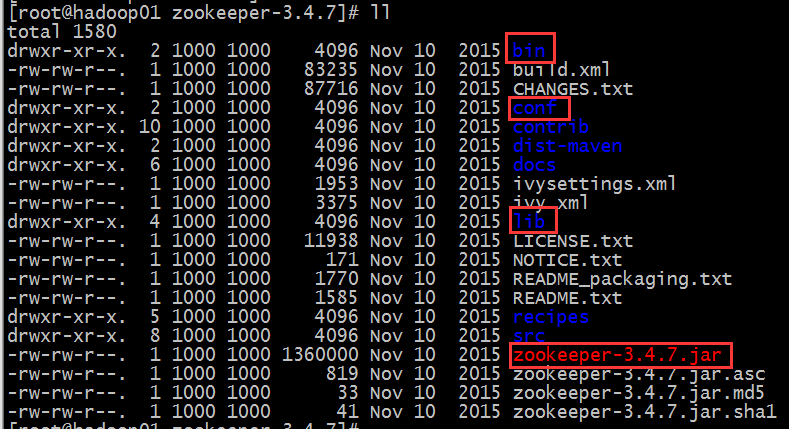 [root@hadoop01 zookeeper-3.4.7]# ll
total 1580
drwxr-xr-x. 2 1000 1000 4096 Nov 10 2015 bin
-rw-rw-r--. 1 1000 1000 83235 Nov 10 2015 build.xml
-rw-rw-r--. 1 1000 1000 87716 Nov 10 2015 CHANGES.txt
drwxr-xr-x. 2 1000 1000 4096 Nov 10 2015 conf
drwxr-xr-x. 10 1000 1000 4096 Nov 10 2015 contrib
drwxr-xr-x. 2 1000 1000 4096 Nov 10 2015 dist-maven
drwxr-xr-x. 6 1000 1000 4096 Nov 10 2015 docs
-rw-rw-r--. 1 1000 1000 1953 Nov 10 2015 ivysettings.xml
-rw-rw-r--. 1 1000 1000 3375 Nov 10 2015 ivy.xml
drwxr-xr-x. 4 1000 1000 4096 Nov 10 2015 lib
-rw-rw-r--. 1 1000 1000 11938 Nov 10 2015 LICENSE.txt
-rw-rw-r--. 1 1000 1000 171 Nov 10 2015 NOTICE.txt
-rw-rw-r--. 1 1000 1000 1770 Nov 10 2015 README_packaging.txt
-rw-rw-r--. 1 1000 1000 1585 Nov 10 2015 README.txt
drwxr-xr-x. 5 1000 1000 4096 Nov 10 2015 recipes
drwxr-xr-x. 8 1000 1000 4096 Nov 10 2015 src
-rw-rw-r--. 1 1000 1000 1360000 Nov 10 2015 zookeeper-3.4.7.jar
-rw-rw-r--. 1 1000 1000 819 Nov 10 2015 zookeeper-3.4.7.jar.asc
-rw-rw-r--. 1 1000 1000 33 Nov 10 2015 zookeeper-3.4.7.jar.md5
-rw-rw-r--. 1 1000 1000 41 Nov 10 2015 zookeeper-3.4.7.jar.sha1
[root@hadoop01 zookeeper-3.4.7]#